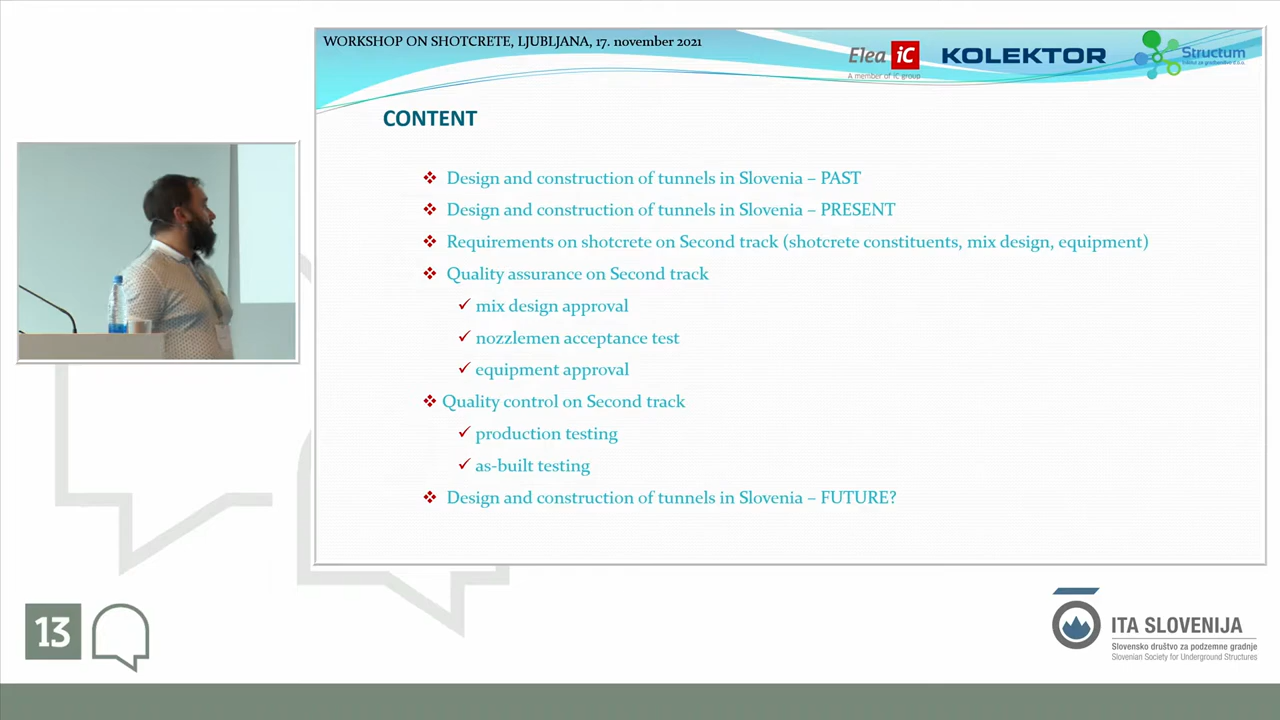 WORKSHOP ON SHOTCRETE, LJUBLJANA, 17. november 2021
Elea iC
A member of iC group
KOLEKTOR
Structum
CONTENT
Design and construction of tunnels in Slovenia – PAST
Design and construction of tunnels in Slovenia – PRESENT
Requirements on shotcrete on Second track (shotcrete constituents, mix design, equipment)
Quality assurance on Second track
mix design approval
nozzlemen acceptance test
equipment approval
Quality control on Second track
production testing
as-built testing
Design and construction of tunnels in Slovenia – FUTURE?
13
ITA SLOVENIJA
Slovensko društvo za podzemne gradnje
Slovenian Society for Underground Structures